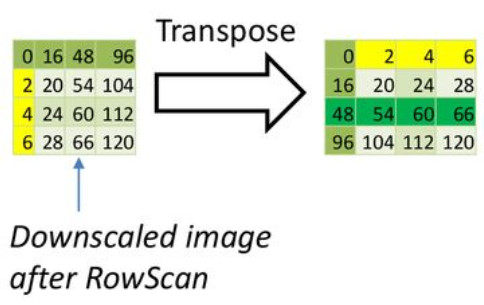 Transpose
0 16 48 96
2 20 54 104
4 24 60 112
6 28 66 120
0 2 4 6
16 20 24 28
48 54 60 66
96 104 112 120
Downscaled image
after RowScan